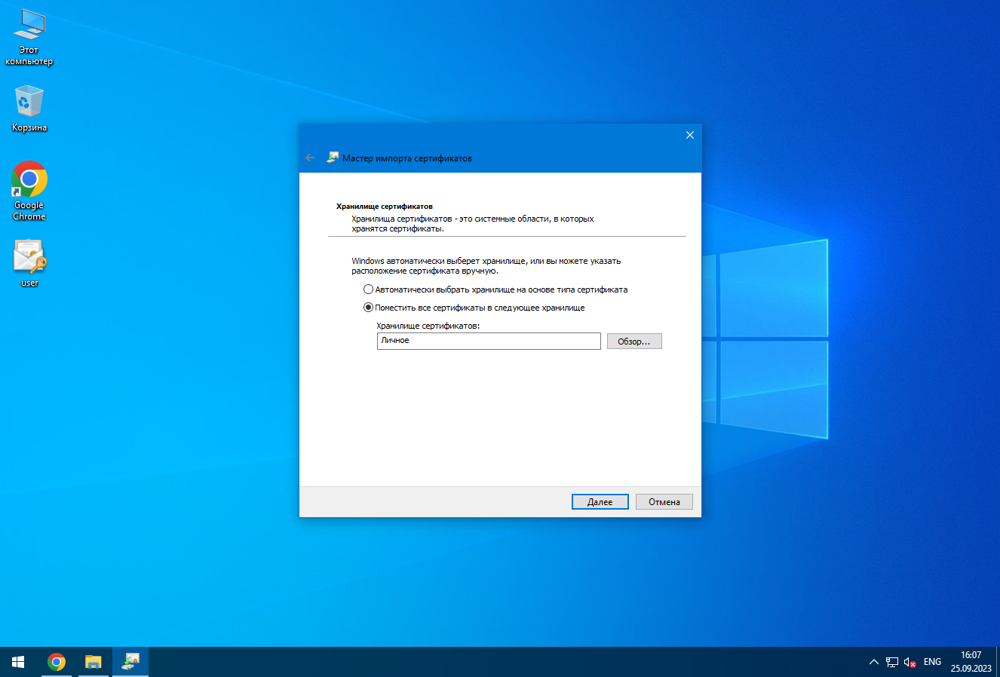 Этот
компьютер
Корзина
Google
Chrome
user
Мастер импорта сертификатов
Хранилище сертификатов
Хранилища сертификатов - это системные области, в которых
хранятся сертификаты.
Windows автоматически выберет хранилище, или вы можете указать
расположение сертификата вручную.
Автоматически выбрать хранилище на основе типа сертификата
Поместить все сертификаты в следующее хранилище
Хранилище сертификатов:
Личное
Обзор...
Далее
Отмена
ENG
16:07
25.09.2023